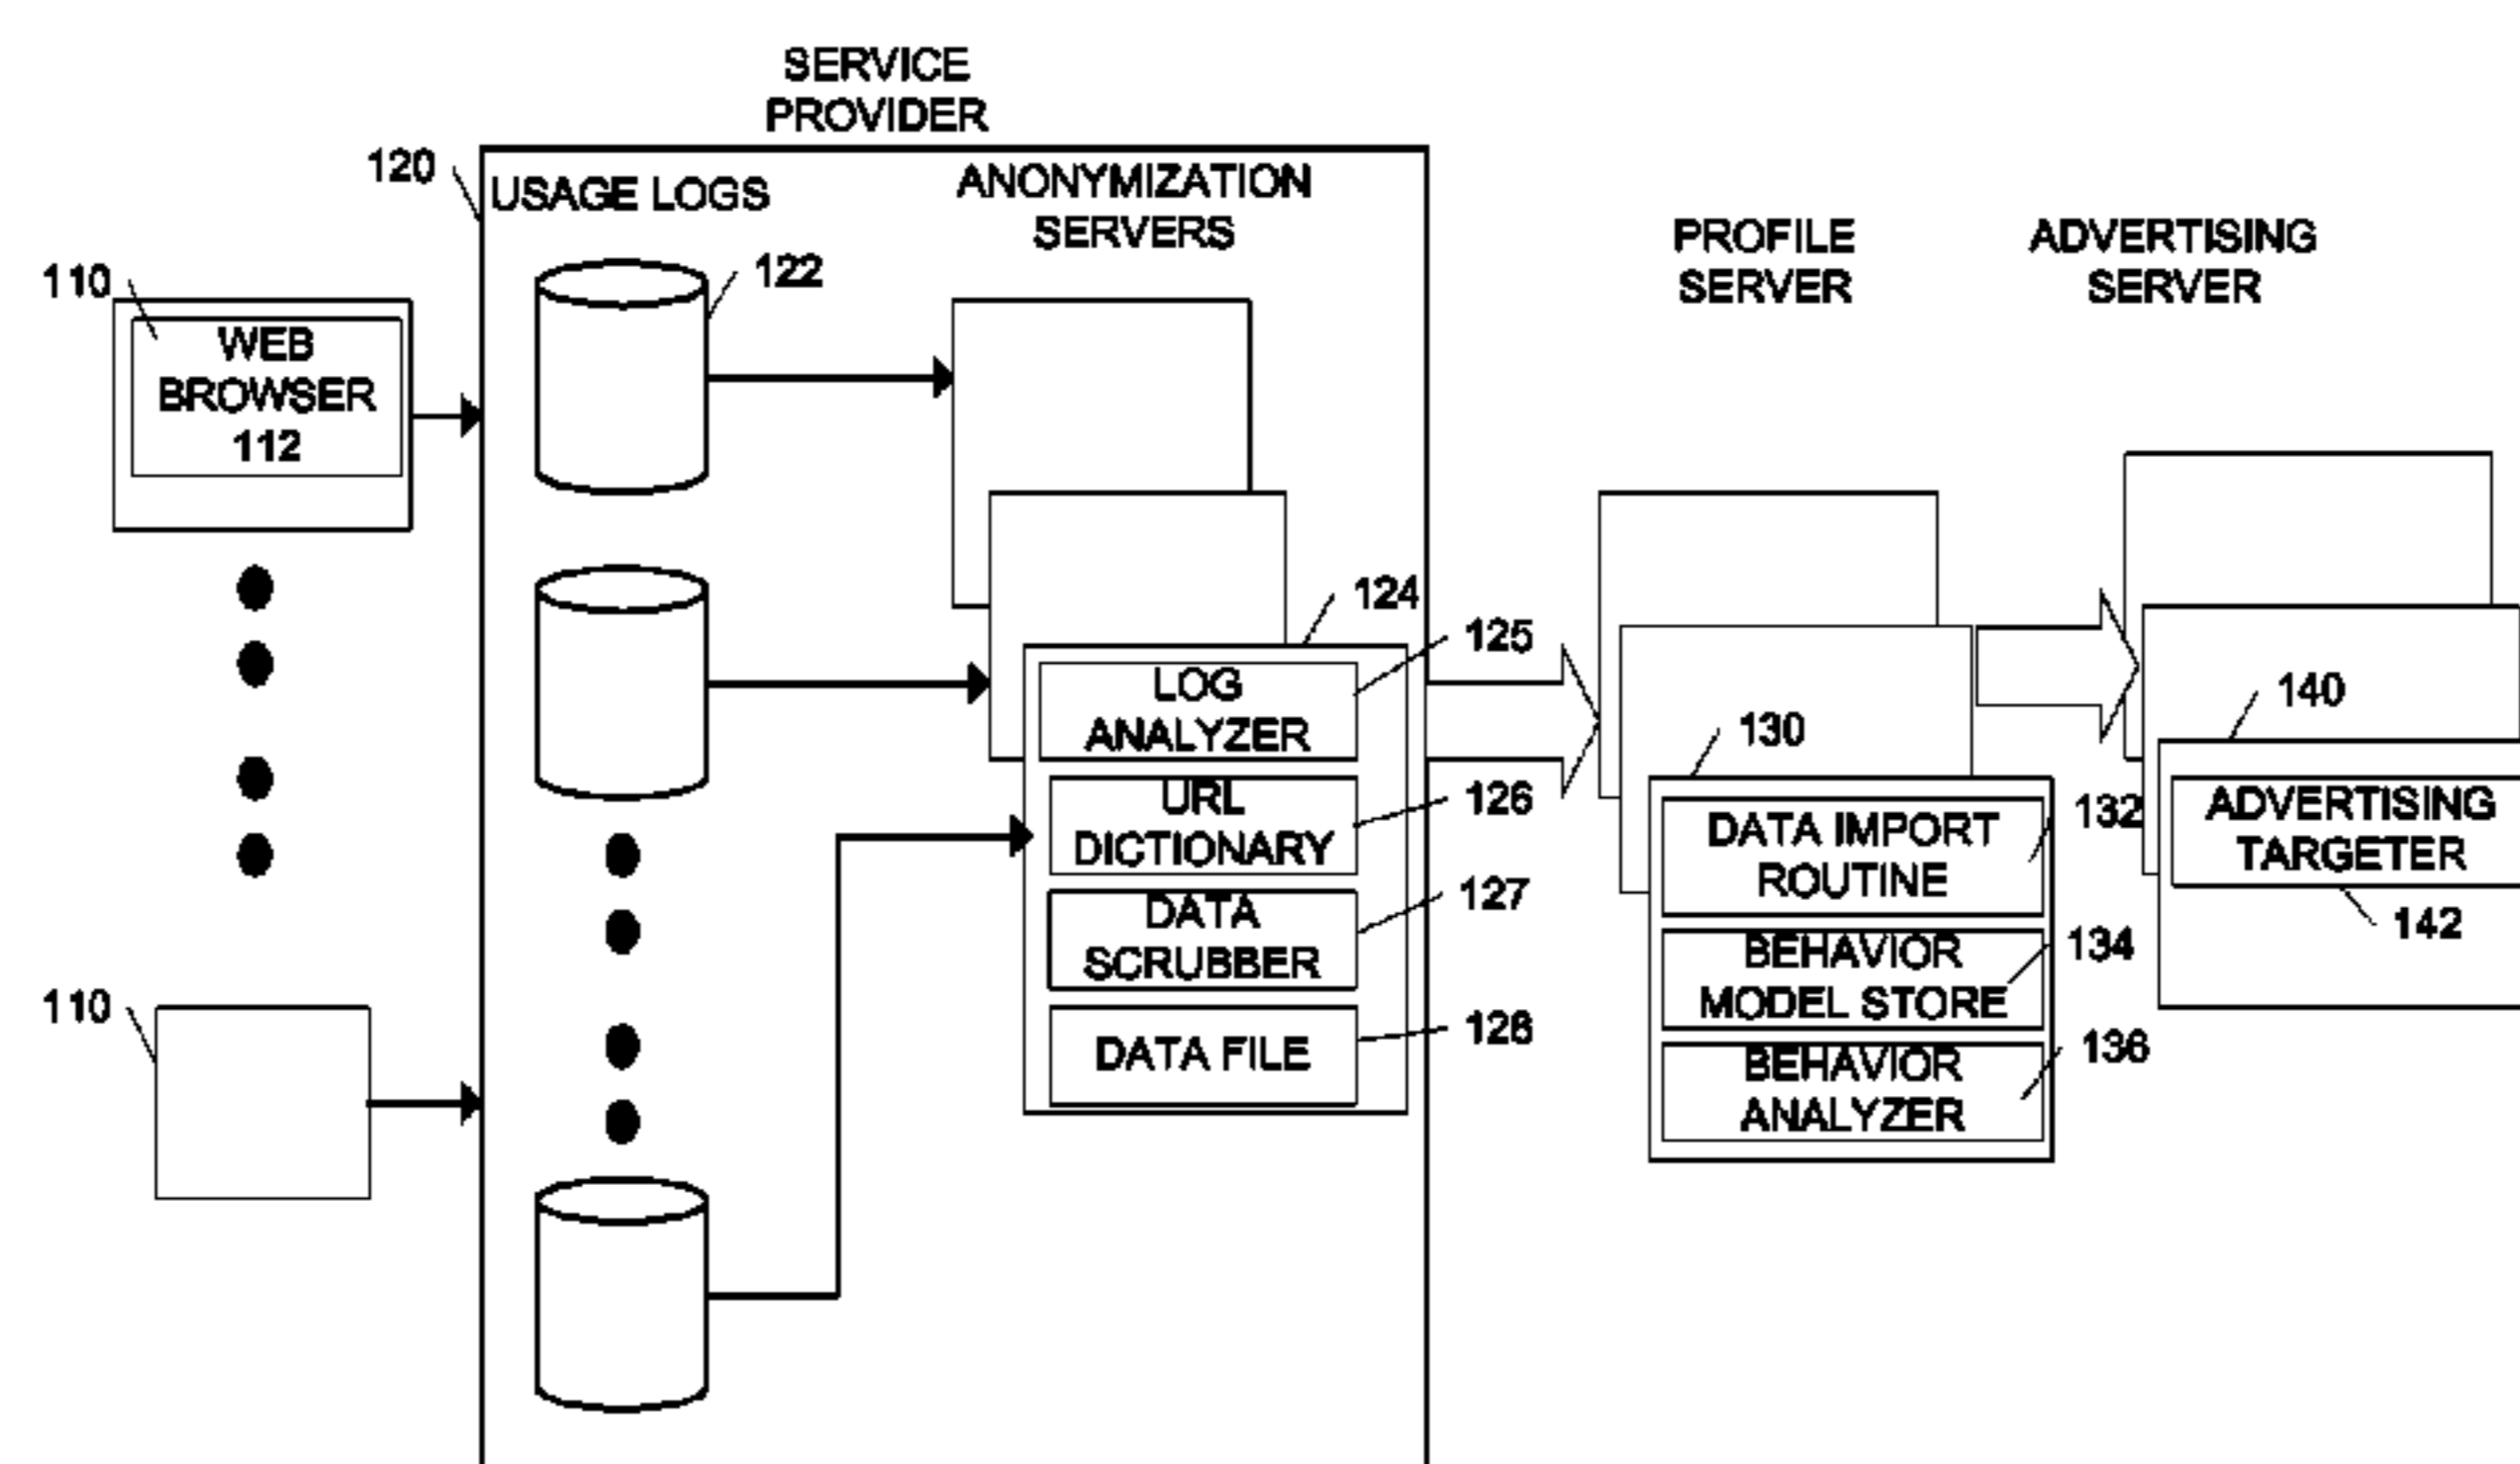 SERVICE
PROVIDER
120
USAGE LOGS
ANONYMIZATION
SERVERS
122
PROFILE
SERVER
ADVERTISING
SERVER
110
WEB
BROWSER
112
124
125
LOG
ANALYZER
126
URL
DICTIONARY
127
DATA
SCRUBBER
128
DATA FILE
130
132
DATA IMPORT
ROUTINE
134
BEHAVIOR
MODEL STORE
136
BEHAVIOR
ANALYZER
140
ADVERTISING
TARGETER
142
110